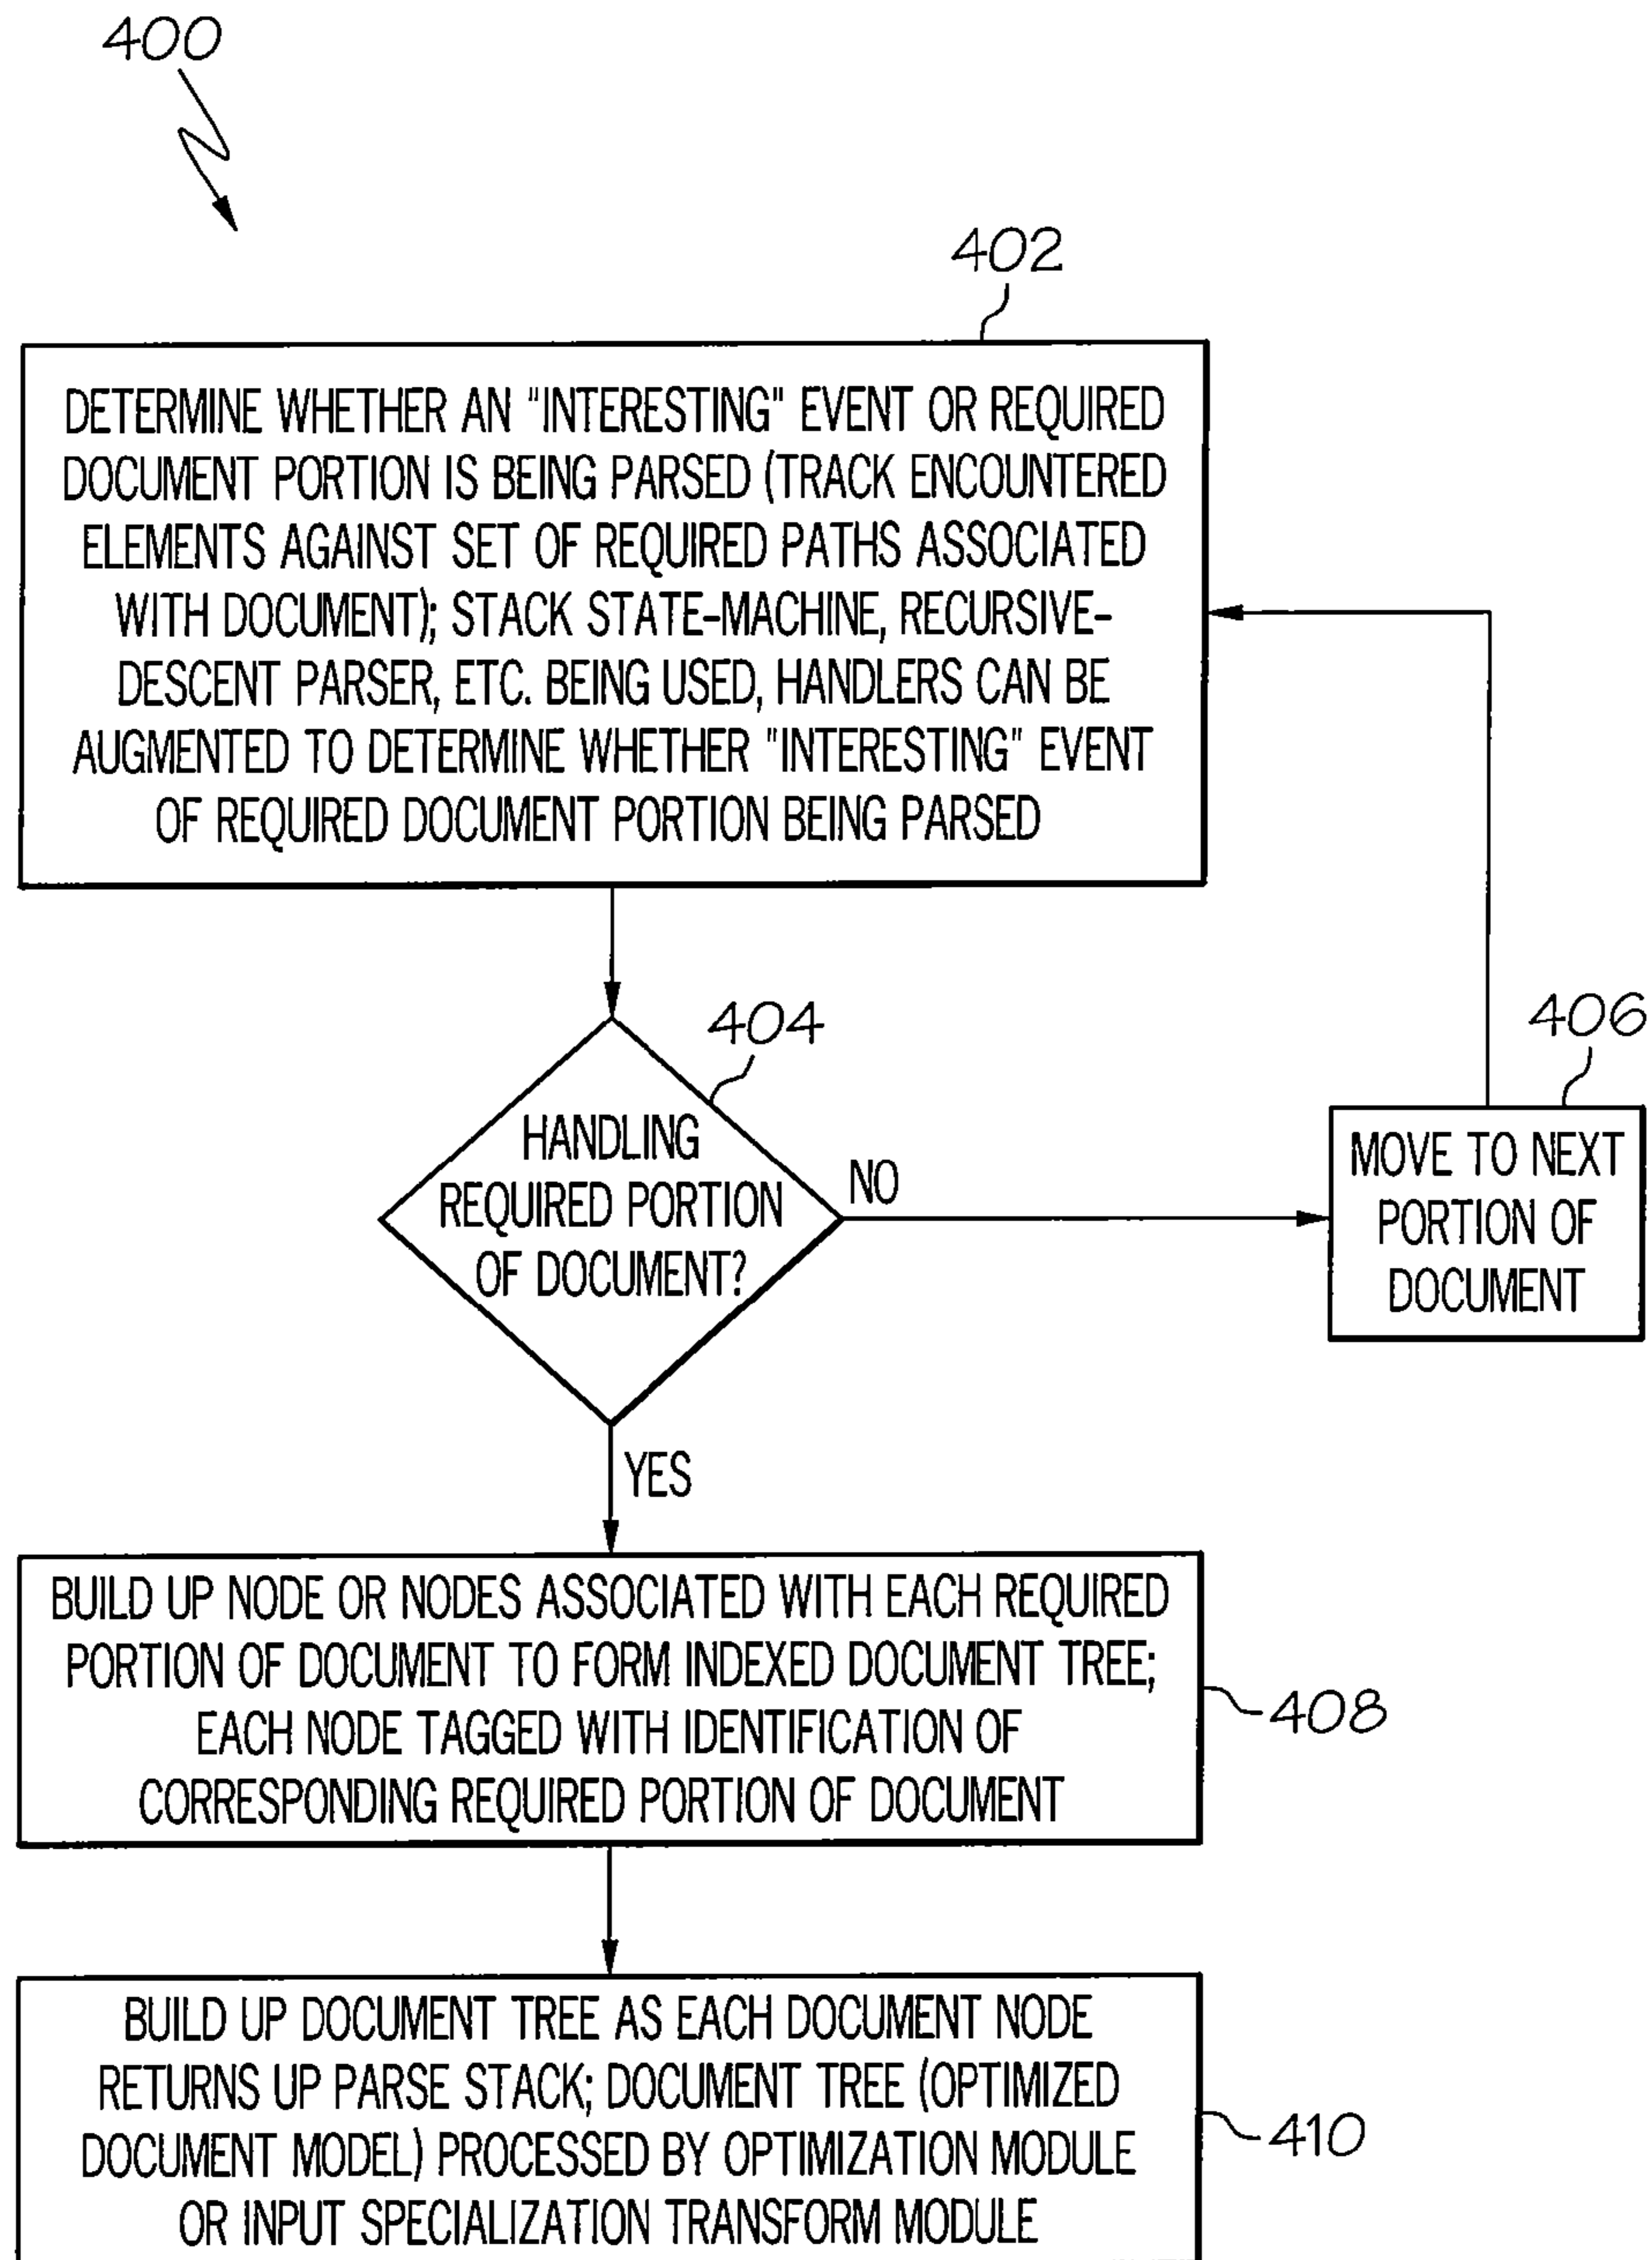 400
402
DETERMINE WHETHER AN "INTERESTING" EVENT OR REQUIRED
DOCUMENT PORTION IS BEING PARSED (TRACK ENCOUNTERED
ELEMENTS AGAINST SET OF REQUIRED PATHS ASSOCIATED
WITH DOCUMENT); STACK STATE-MACHINE, RECURSIVE-
DESCENT PARSER, ETC. BEING USED, HANDLERS CAN BE
AUGMENTED TO DETERMINE WHETHER "INTERESTING" EVENT
OF REQUIRED DOCUMENT PORTION BEING PARSED
404
HANDLING
REQUIRED PORTION
OF DOCUMENT?
NO
406
MOVE TO NEXT
PORTION OF
DOCUMENT
YES
BUILD UP NODE OR NODES ASSOCIATED WITH EACH REQUIRED
PORTION OF DOCUMENT TO FORM INDEXED DOCUMENT TREE;
EACH NODE TAGGED WITH IDENTIFICATION OF
CORRESPONDING REQUIRED PORTION OF DOCUMENT
408
BUILD UP DOCUMENT TREE AS EACH DOCUMENT NODE
RETURNS UP PARSE STACK; DOCUMENT TREE (OPTIMIZED
DOCUMENT MODEL) PROCESSED BY OPTIMIZATION MODULE
OR INPUT SPECIALIZATION TRANSFORM MODULE
410